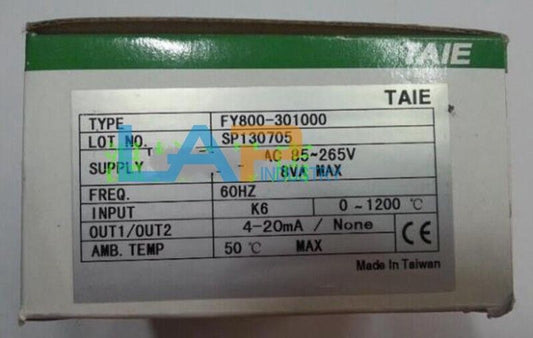 TAIE
TAIE
TYPE FY800-301000
LOT NO. SP130705
SUPPLY AC 85~265V
8VA MAX
FREQ. 60HZ
INPUT K6 0~1200 ℃
OUT1/OUT2 4-20mA / None
AMB. TEMP 50 ℃ MAX
CE
Made In Taiwan